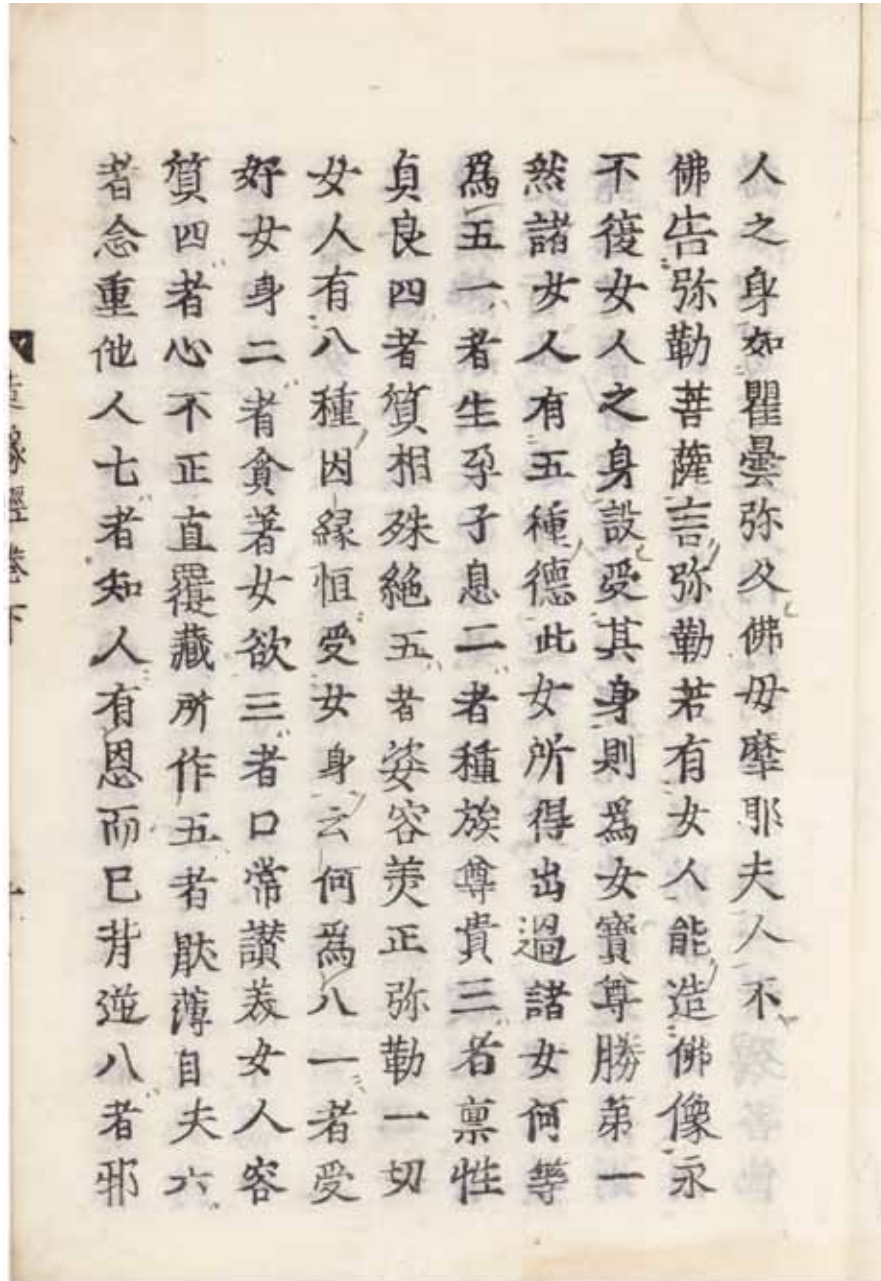 人之身如瞿曇弥及佛母摩耶夫人不
佛告弥勒菩薩言弥勒若有女人能造佛像永
不復女人之身設受其身則爲女寶尊勝第一
然諸女人有五種德此女所得出過諸女何等
爲五一者生孕子息二者種族尊貴三者禀性
貞良四者質相殊絶五者姿容美正弥勒一切
女人有八種因縁恒受女身云何爲八一者受
好女身二者貪著女欲三者口常讃美女人容
質四者心不正直覆藏所作五者猒薄自夫六
者念重他人七者知人有恩而已背逆八者邪
造像經卷下